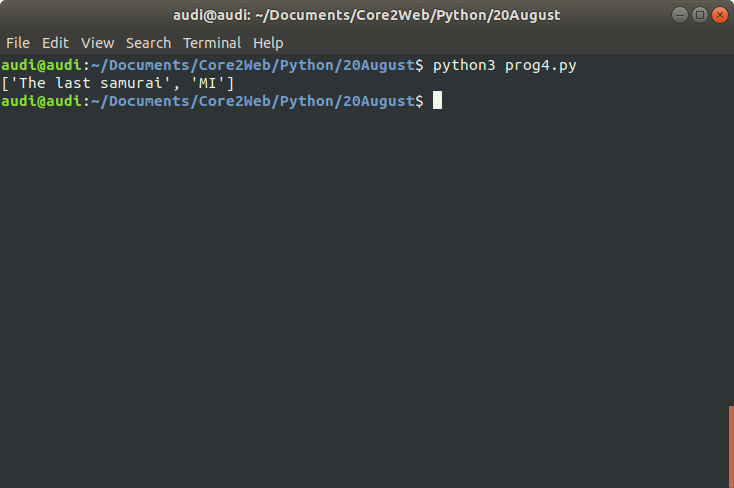 audi@audi: ~/Documents/Core2Web/Python/20August
File Edit View Search Terminal Help
audi@audi:~/Documents/Core2Web/Python/20August$ python3 prog4.py
['The last samurai', 'MI']
audi@audi:~/Documents/Core2Web/Python/20August$